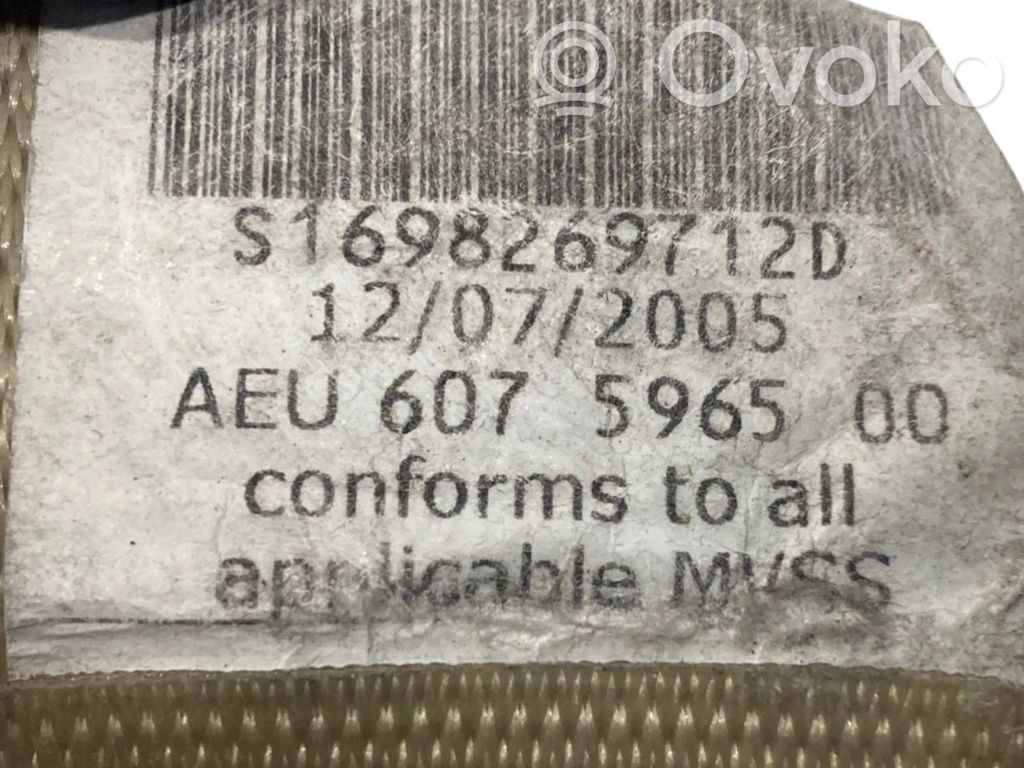 Ovoko
S1698269712D
12/07/2005
AEU 607 5965 00
conforms to all
applicable MVSS